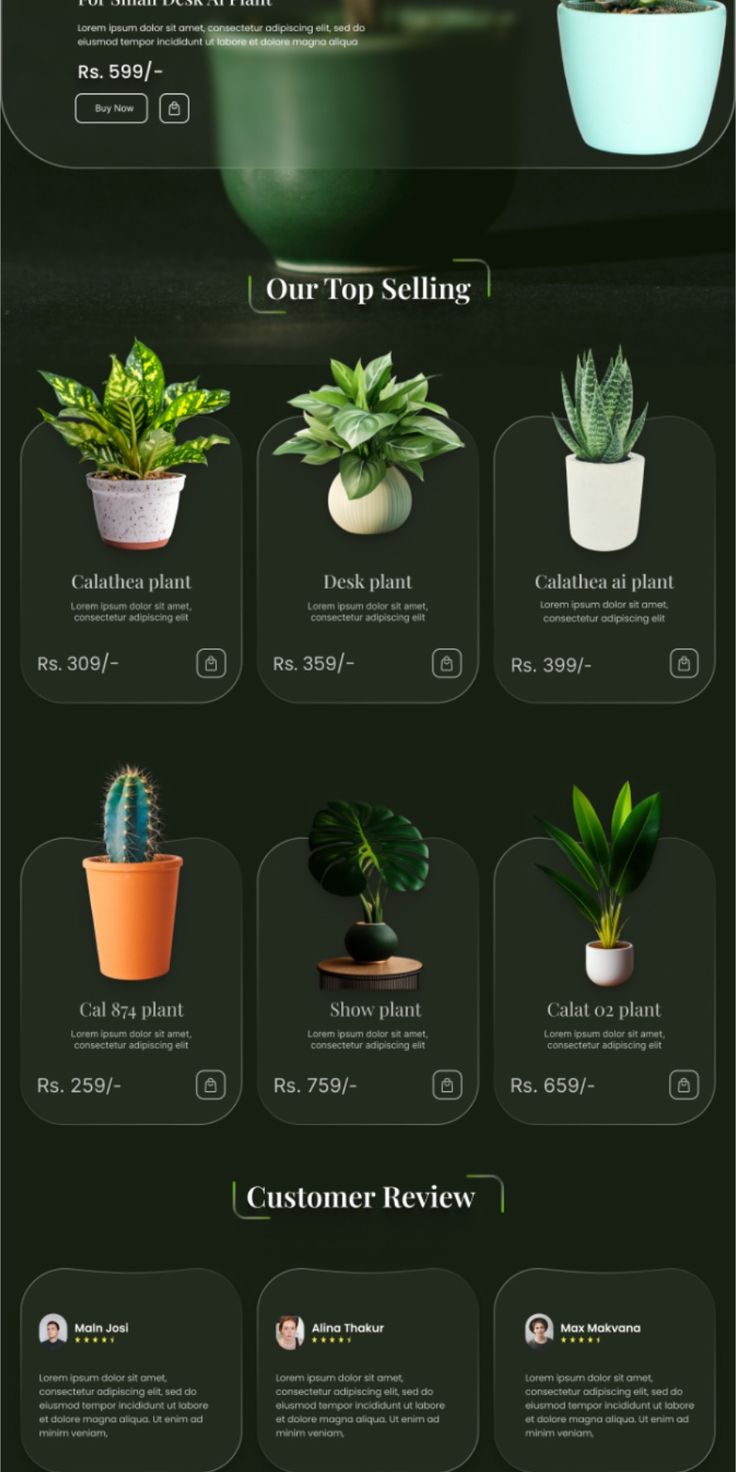 For Small Desk Ai Plant
Lorem ipsum dolor sit amet, consectetur adipiscing elit, sed do
eiusmod tempor incididunt ut labore et dolore magna aliqua
Rs. 599/-
Buy Now
Our Top Selling
Calathea plant
Lorem ipsum dolor sit amet,
consectetur adipiscing elit
Rs. 309/-
Desk plant
Lorem ipsum dolor sit amet,
consectetur adipiscing elit
Rs. 359/-
Calathea ai plant
Lorem ipsum dolor sit amet,
consectetur adipiscing elit
Rs. 399/-
Cal 874 plant
Lorem ipsum dolor sit amet,
consectetur adipiscing elit
Rs. 259/-
Show plant
Lorem ipsum dolor sit amet,
consectetur adipiscing elit
Rs. 759/-
Calat 02 plant
Lorem ipsum dolor sit amet,
consectetur adipiscing elit
Rs. 659/-
Customer Review
Maln Josi
Lorem ipsum dolor sit amet,
consectetur adipiscing elit, sed do
eiusmod tempor incididunt ut labore
et dolore magna aliqua. Ut enim ad
minim veniam,
Alina Thakur
Lorem ipsum dolor sit amet,
consectetur adipiscing elit, sed do
eiusmod tempor incididunt ut labore
et dolore magna aliqua. Ut enim ad
minim veniam,
Max Makvana
Lorem ipsum dolor sit amet,
consectetur adipiscing elit, sed do
eiusmod tempor incididunt ut labore
et dolore magna aliqua. Ut enim ad
minim veniam,